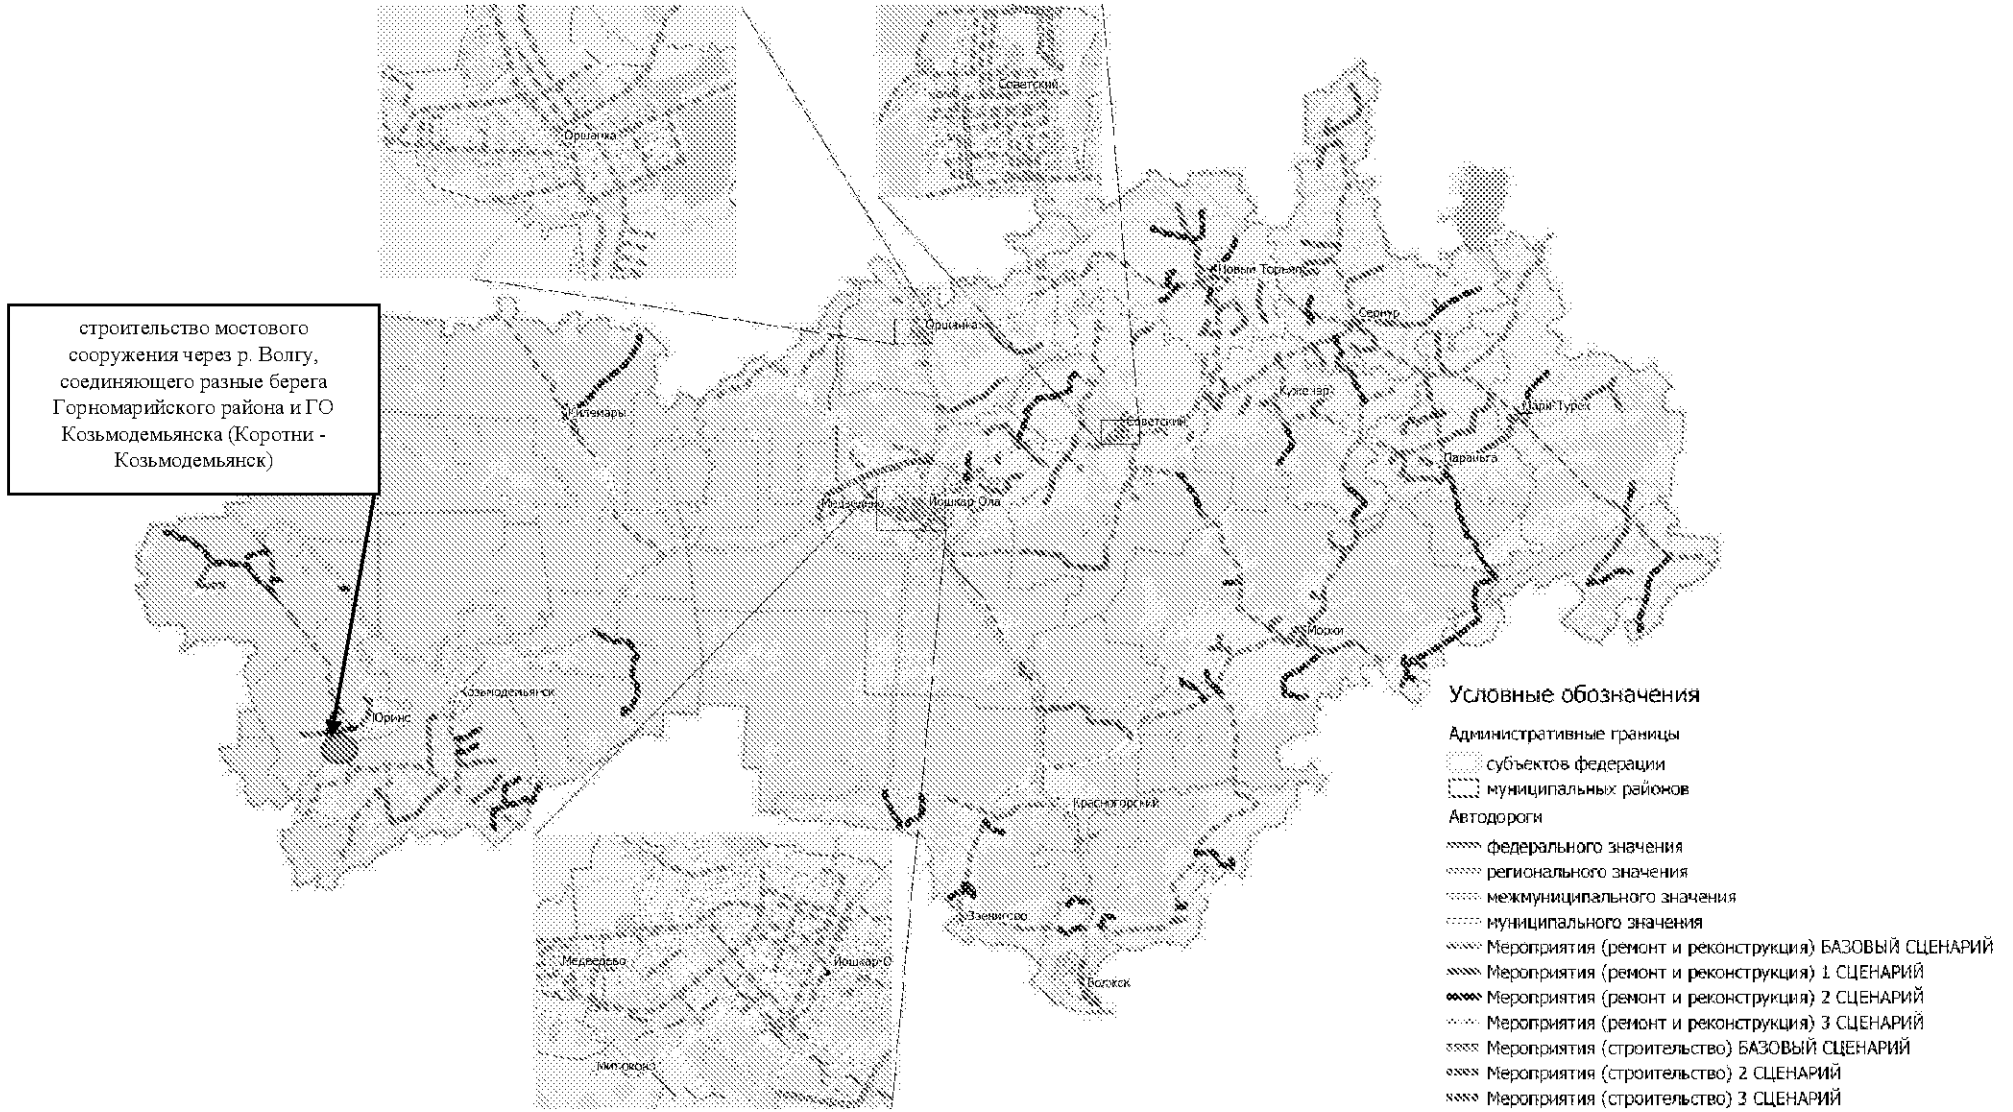 Оршанка
Советский
строительство мостового
сооружения через р. Волгу,
соединяющего разные берега
Горномарийского района и ГО
Козьмодемьянска (Коротни -
Козьмодемьянск)
Новый Торъял
Сернур
Оршанка
Килемары
Куженер
Мари-Турек
Советский
Параньга
Медведево
Йошкар-Ола
Морки
Козьмодемьянск
Юрино
Красногорский
Звенигово
Волжск
Медведево
Йошкар-О
Условные обозначения
Административные границы
субъектов федерации
муниципальных районов
Автодороги
федерального значения
регионального значения
межмуниципального значения
муниципального значения
Мероприятия (ремонт и реконструкция) БАЗОВЫЙ СЦЕНАРИЙ
Мероприятия (ремонт и реконструкция) 1 СЦЕНАРИЙ
Мероприятия (ремонт и реконструкция) 2 СЦЕНАРИЙ
Мероприятия (ремонт и реконструкция) 3 СЦЕНАРИЙ
Мероприятия (строительство) БАЗОВЫЙ СЦЕНАРИЙ
Мероприятия (строительство) 2 СЦЕНАРИЙ
Мероприятия (строительство) 3 СЦЕНАРИЙ